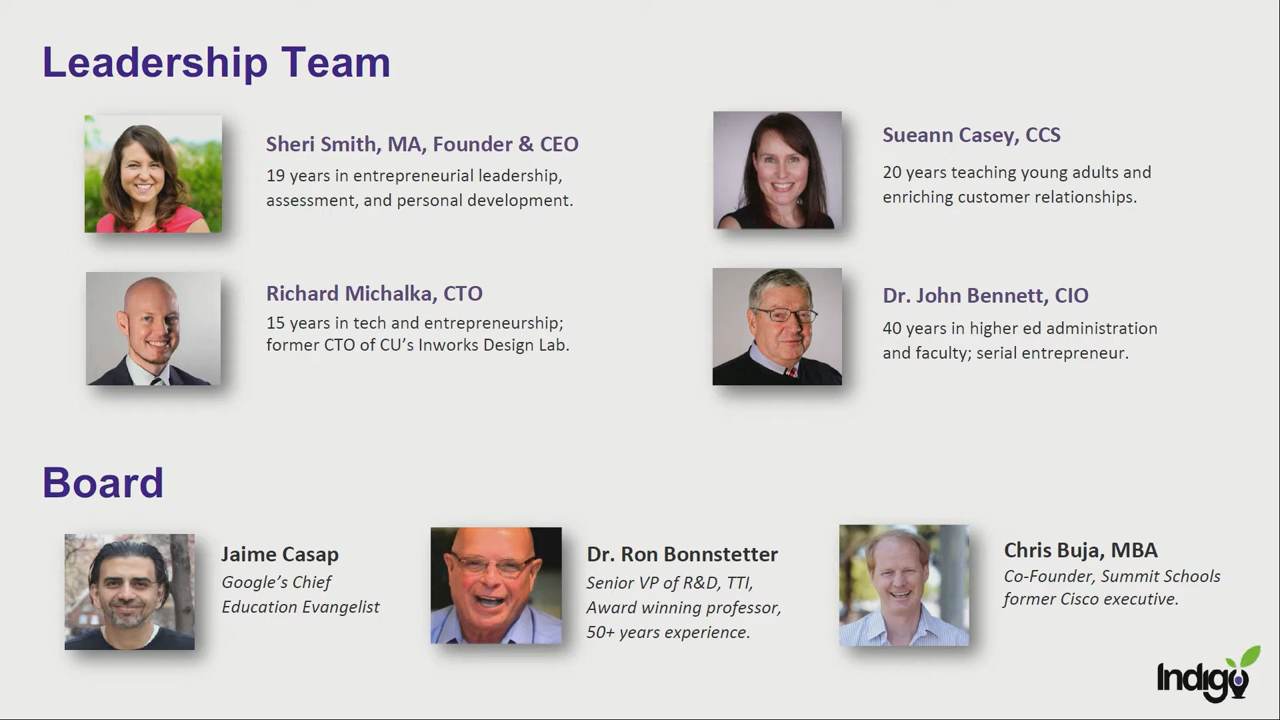 Leadership Team
Sheri Smith, MA, Founder & CEO
19 years in entrepreneurial leadership,
assessment, and personal development.
Sueann Casey, CCS
20 years teaching young adults and
enriching customer relationships.
Richard Michalka, CTO
15 years in tech and entrepreneurship;
former CTO of CU’s Inworks Design Lab.
Dr. John Bennett, CIO
40 years in higher ed administration
and faculty; serial entrepreneur.
Board
Jaime Casap
Google’s Chief
Education Evangelist
Dr. Ron Bonnstetter
Senior VP of R&D, TTI,
Award winning professor,
50+ years experience.
Chris Buja, MBA
Co-Founder, Summit Schools
former Cisco executive.
Indigo